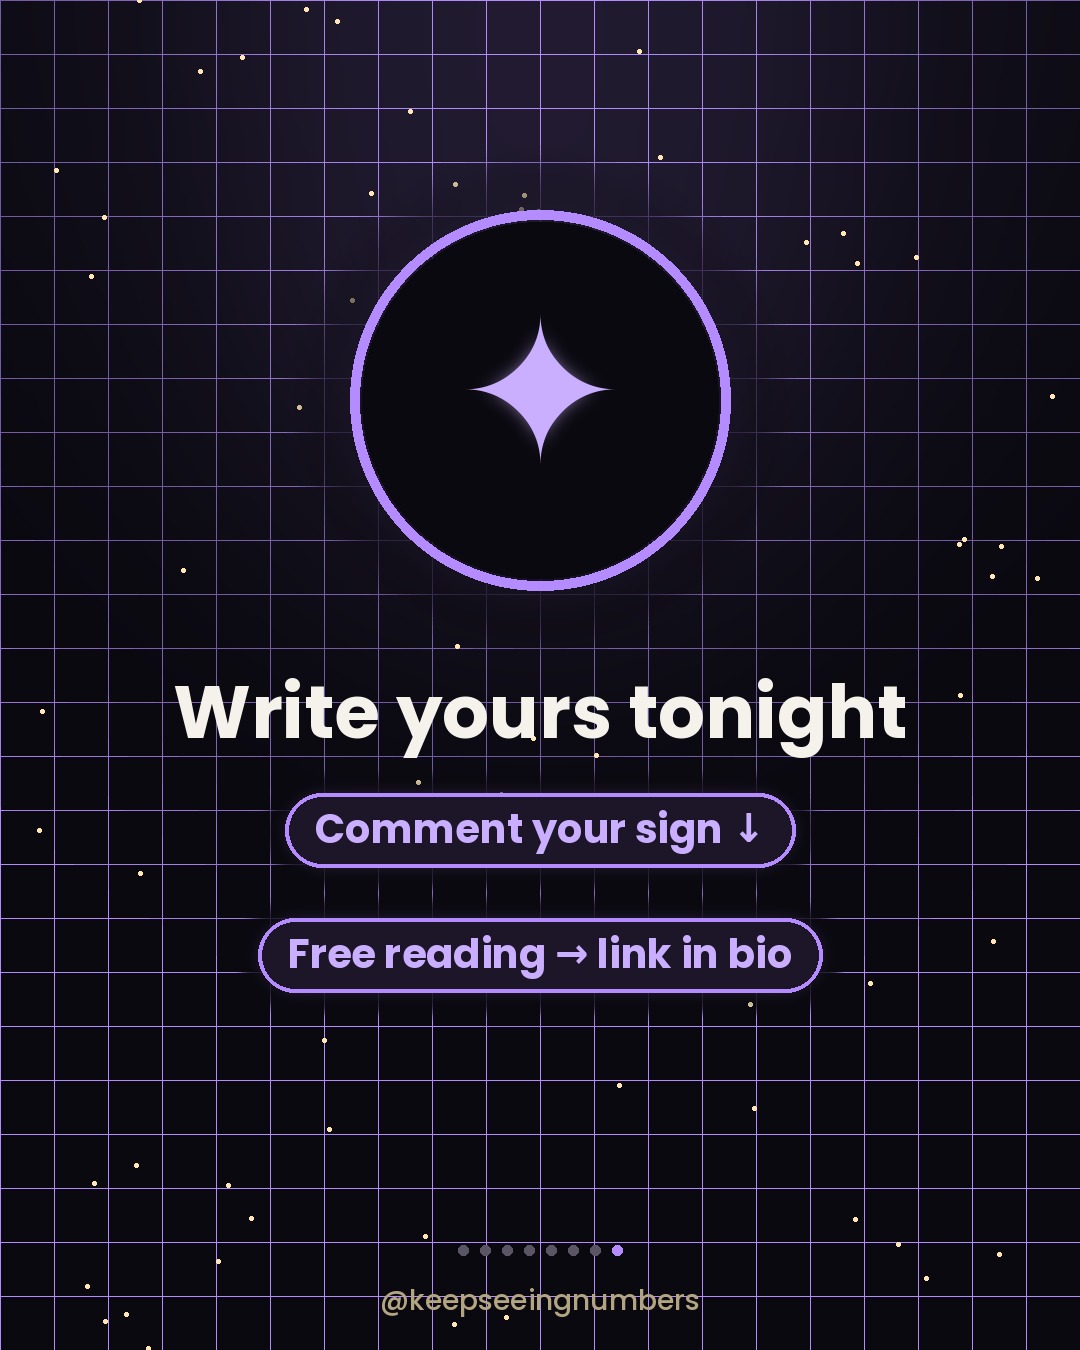 Write yours tonight
Comment your sign ↓
Free reading → link in bio
@keepseeingnumbers